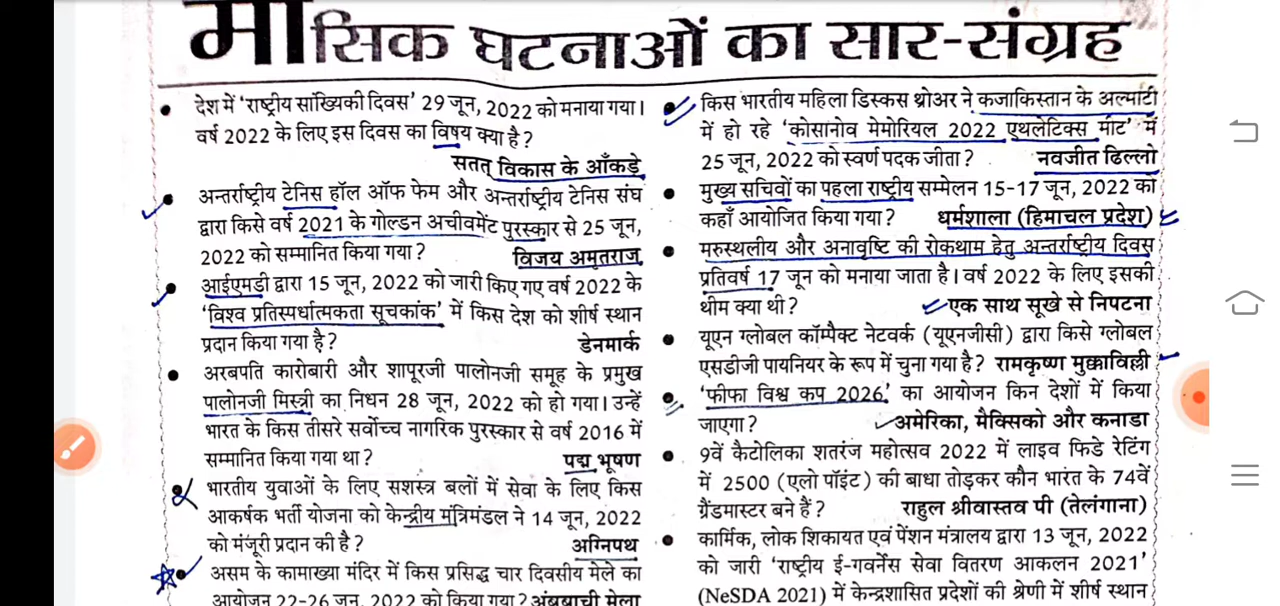 मासिक घटनाओं का सार-संग्रह
देश में 'राष्ट्रीय सांख्यिकी दिवस' 29 जून, 2022 को मनाया गया।
वर्ष 2022 के लिए इस दिवस का विषय क्या है?
सतत् विकास के आँकड़े
अन्तर्राष्ट्रीय टेनिस हॉल ऑफ फेम और अन्तर्राष्ट्रीय टेनिस संघ
द्वारा किसे वर्ष 2021 के गोल्डन अचीवमेंट पुरस्कार से 25 जून,
2022 को सम्मानित किया गया? विजय अमृतराज
आईएमडी द्वारा 15 जून, 2022 को जारी किए गए वर्ष 2022 के
'विश्व प्रतिस्पर्धात्मकता सूचकांक' में किस देश को शीर्ष स्थान
प्रदान किया गया है? डेनमार्क
अरबपति कारोबारी और शापूरजी पालोनजी समूह के प्रमुख
पालोनजी मिस्त्री का निधन 28 जून, 2022 को हो गया। उन्हें
भारत के किस तीसरे सर्वोच्च नागरिक पुरस्कार से वर्ष 2016 में
सम्मानित किया गया था? पद्म भूषण
भारतीय युवाओं के लिए सशस्त्र बलों में सेवा के लिए किस
आकर्षक भर्ती योजना को केन्द्रीय मंत्रिमंडल ने 14 जून, 2022
को मंजूरी प्रदान की है? अग्निपथ
असम के कामाख्या मंदिर में किस प्रसिद्ध चार दिवसीय मेले का
आयोजन 22-26 जून, 2022 को किया गया? अंबुबाची मेला
किस भारतीय महिला डिस्कस थ्रोअर ने कजाकिस्तान के अल्माटी
में हो रहे 'कोसानोव मेमोरियल 2022 एथलेटिक्स मीट' में
25 जून, 2022 को स्वर्ण पदक जीता? नवजीत ढिल्लो
मुख्य सचिवों का पहला राष्ट्रीय सम्मेलन 15-17 जून, 2022 को
कहाँ आयोजित किया गया? धर्मशाला (हिमाचल प्रदेश)
मरुस्थलीय और अनावृष्टि की रोकथाम हेतु अन्तर्राष्ट्रीय दिवस
प्रतिवर्ष 17 जून को मनाया जाता है। वर्ष 2022 के लिए इसकी
थीम क्या थी? एक साथ सूखे से निपटना
यूएन ग्लोबल कॉम्पैक्ट नेटवर्क (यूएनजीसी) द्वारा किसे ग्लोबल
एसडीजी पायनियर के रूप में चुना गया है? रामकृष्ण मुक्काविल्ली
'फीफा विश्व कप 2026' का आयोजन किन देशों में किया
जाएगा? अमेरिका, मैक्सिको और कनाडा
9वें कैटोलिका शतरंज महोत्सव 2022 में लाइव फिडे रेटिंग
में 2500 (एलो पॉइंट) की बाधा तोड़कर कौन भारत के 74वें
ग्रैंडमास्टर बने हैं? राहुल श्रीवास्तव पी (तेलंगाना)
कार्मिक, लोक शिकायत एवं पेंशन मंत्रालय द्वारा 13 जून, 2022
को जारी 'राष्ट्रीय ई-गवर्नेंस सेवा वितरण आकलन 2021'
(NeSDA 2021) में केन्द्रशासित प्रदेशों की श्रेणी में शीर्ष स्थान